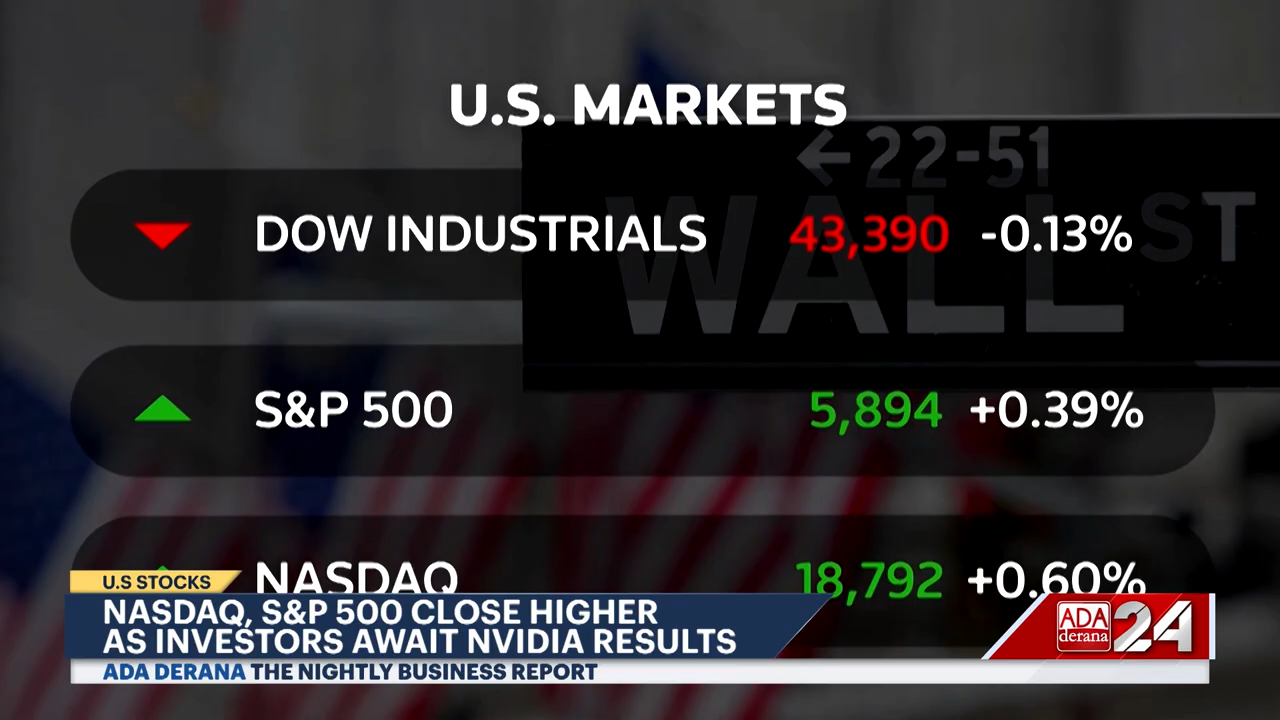 U.S. MARKETS
←22-51
WALL ST
DOW INDUSTRIALS 43,390 -0.13%
S&P 500 5,894 +0.39%
NASDAQ 18,792 +0.60%
U.S STOCKS
NASDAQ, S&P 500 CLOSE HIGHER
AS INVESTORS AWAIT NVIDIA RESULTS
ADA DERANA THE NIGHTLY BUSINESS REPORT
ADA
derana
24